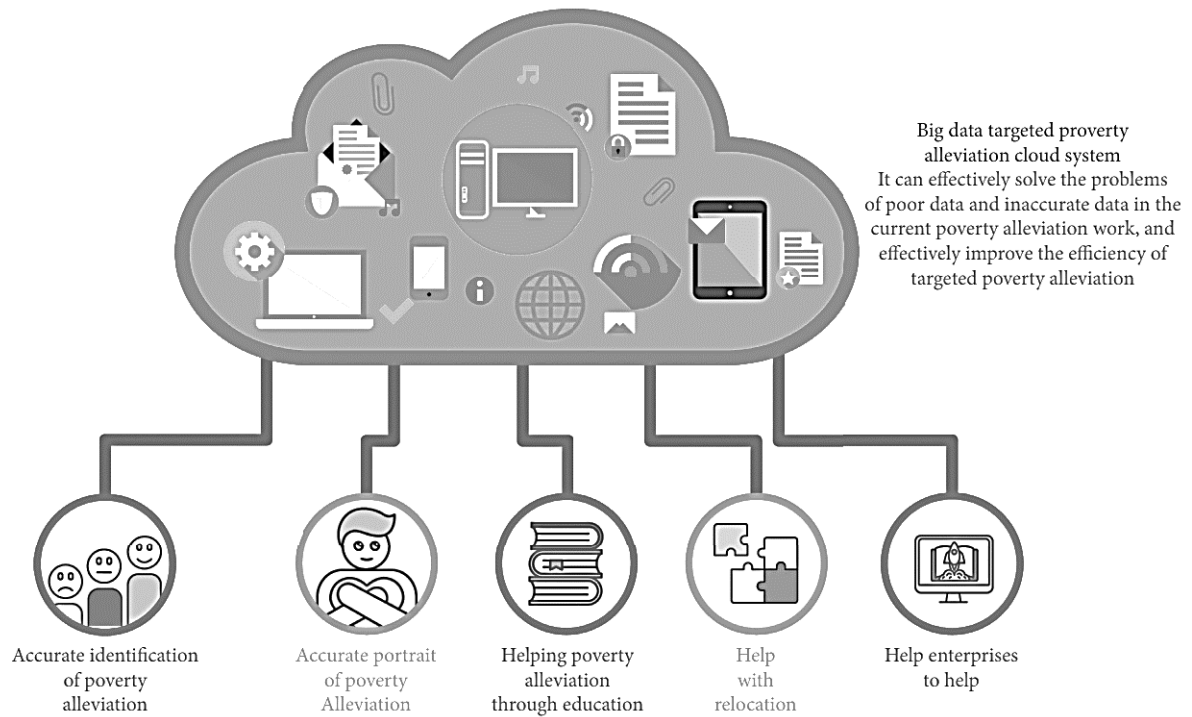 Big data targeted proverty
alleviation cloud system
It can effectively solve the problems
of poor data and inaccurate data in the
current poverty alleviation work, and
effectively improve the efficiency of
targeted poverty alleviation
Accurate identification
of poverty
alleviation
Accurate portrait
of poverty
Alleviation
Helping poverty
alleviation
through education
Help
with
relocation
Help enterprises
to help